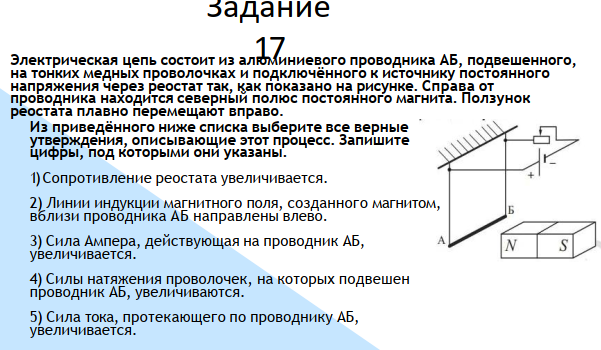 Задание
17
Электрическая цепь состоит из алюминиевого проводника АБ, подвешенного,
на тонких медных проволочках и подключённого к источнику постоянного
напряжения через реостат так, как показано на рисунке. Справа от
проводника находится северный полюс постоянного магнита. Ползунок
реостата плавно перемещают вправо.
Из приведённого ниже списка выберите все верные
утверждения, описывающие этот процесс. Запишите
цифры, под которыми они указаны.
1) Сопротивление реостата увеличивается.
2) Линии индукции магнитного поля, созданного магнитом,
вблизи проводника АБ направлены влево.
3) Сила Ампера, действующая на проводник АБ,
увеличивается.
4) Силы натяжения проволочек, на которых подвешен
проводник АБ, увеличиваются.
5) Сила тока, протекающего по проводнику АБ,
увеличивается.
+ −
Б
А
N S